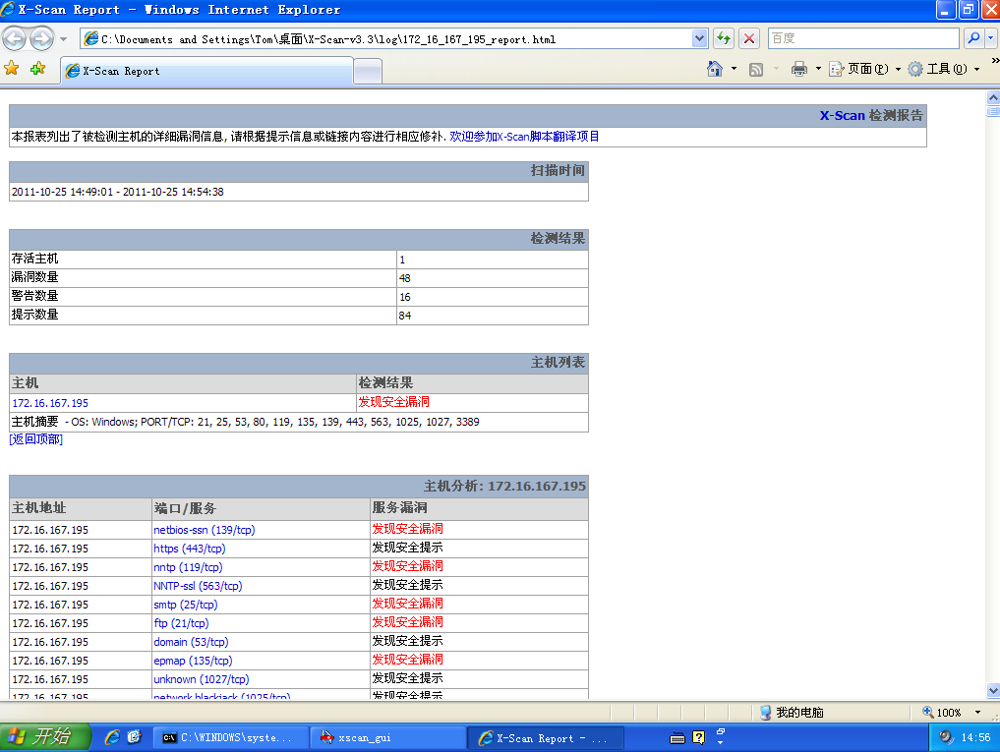 X-Scan Report - Windows Internet Explorer
C:\Documents and Settings\Tom\桌面\X-Scan-v3.3\log\172_16_167_195_report.html
百度
X-Scan Report
页面(P)
工具(O)
X-Scan 检测报告
本报表列出了被检测主机的详细漏洞信息, 请根据提示信息或链接内容进行相应修补. 欢迎参加X-Scan脚本翻译项目
扫描时间
2011-10-25 14:49:01 - 2011-10-25 14:54:38
检测结果
存活主机 1
漏洞数量 48
警告数量 16
提示数量 84
主机列表
主机 检测结果
172.16.167.195 发现安全漏洞
主机摘要 - OS: Windows; PORT/TCP: 21, 25, 53, 80, 119, 135, 139, 443, 563, 1025, 1027, 3389
[返回顶部]
主机分析: 172.16.167.195
主机地址 端口/服务 服务漏洞
172.16.167.195 netbios-ssn (139/tcp) 发现安全漏洞
172.16.167.195 https (443/tcp) 发现安全提示
172.16.167.195 nntp (119/tcp) 发现安全漏洞
172.16.167.195 NNTP-ssl (563/tcp) 发现安全提示
172.16.167.195 smtp (25/tcp) 发现安全漏洞
172.16.167.195 ftp (21/tcp) 发现安全漏洞
172.16.167.195 domain (53/tcp) 发现安全提示
172.16.167.195 epmap (135/tcp) 发现安全漏洞
172.16.167.195 unknown (1027/tcp) 发现安全提示
172.16.167.195 network blackjack (1025/tcp) 发现安全提示
我的电脑
100%
开始
C:\WINDOWS\syste...
xscan_gui
X-Scan Report - ...
14:56